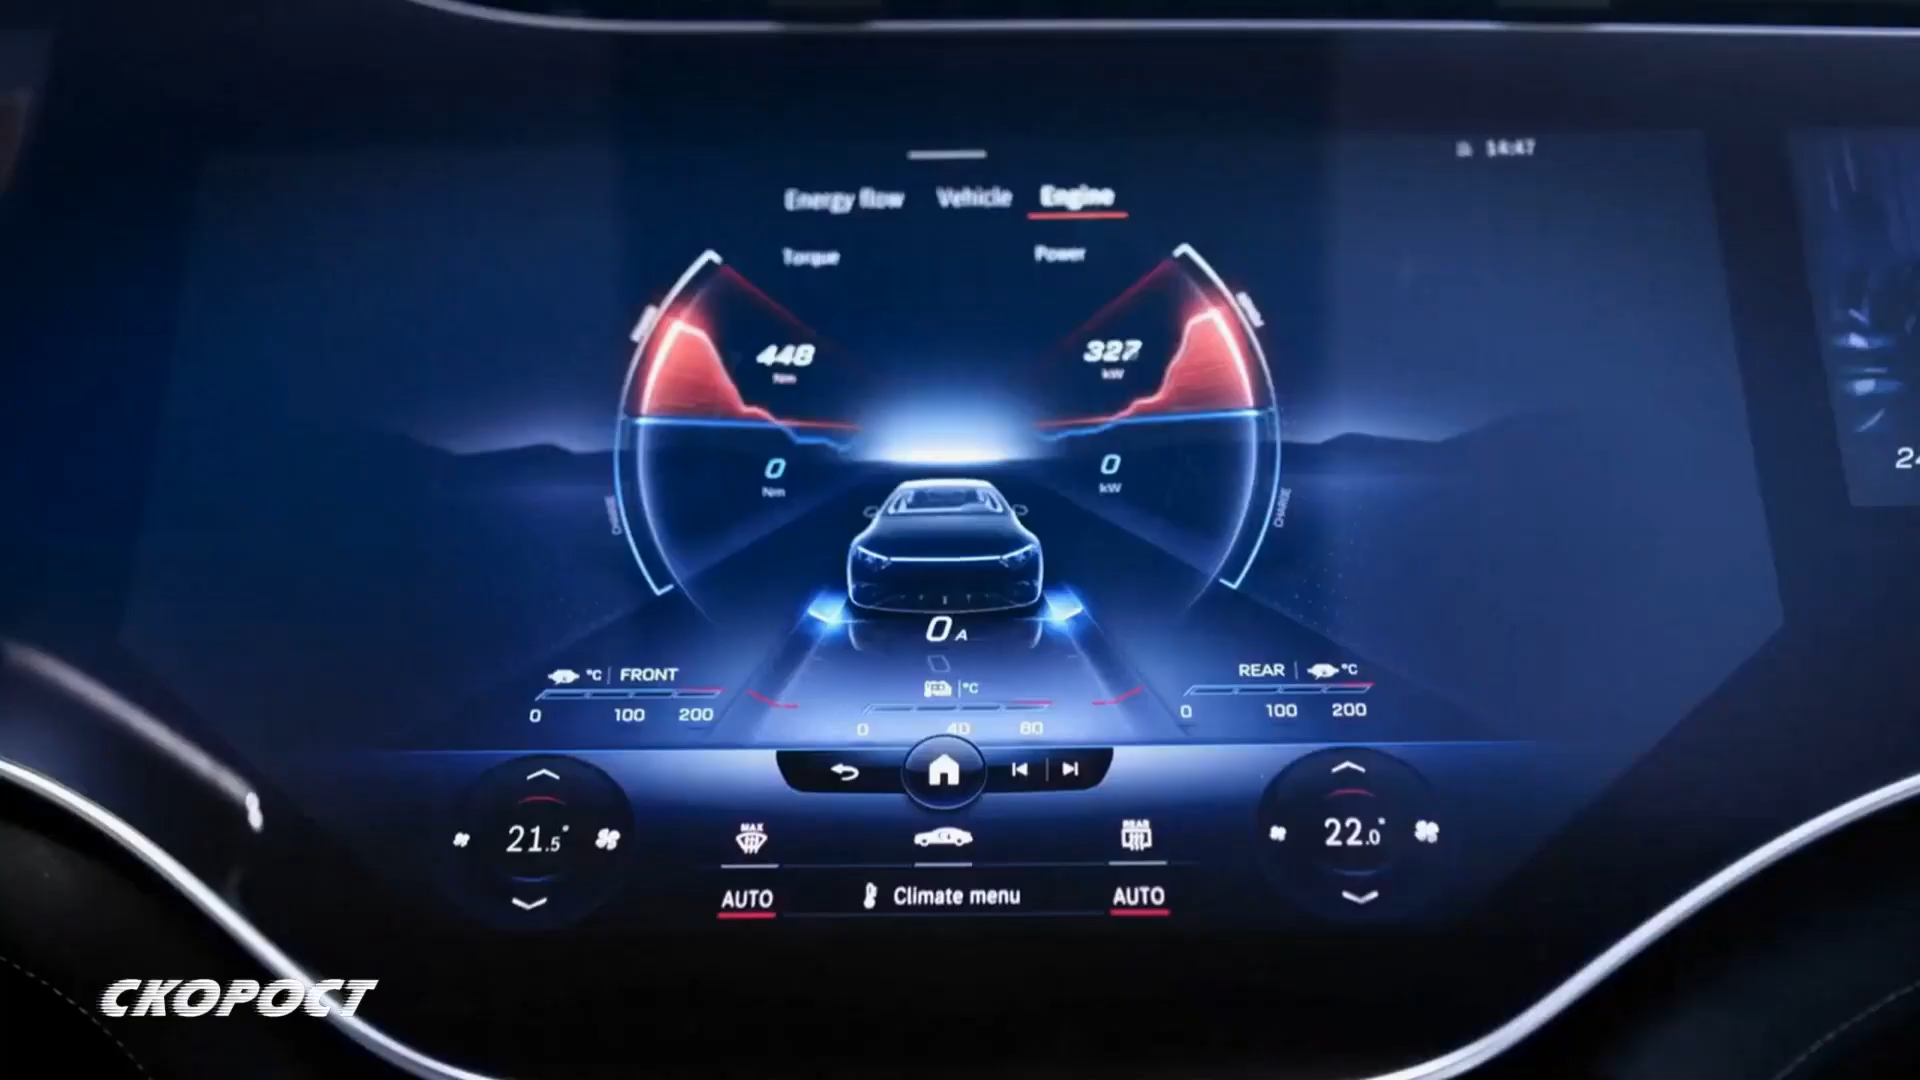 14:47
Energy flow Vehicle Engine
Torque Power
448 327
Nm kW
0 0
Nm kW
CHARGE CHARGE
0 A
°C FRONT REAR °C
°C
0 100 200 0 40 80 0 100 200
21.5° MAX REAR 22.0°
AUTO Climate menu AUTO
СКОРОСТ